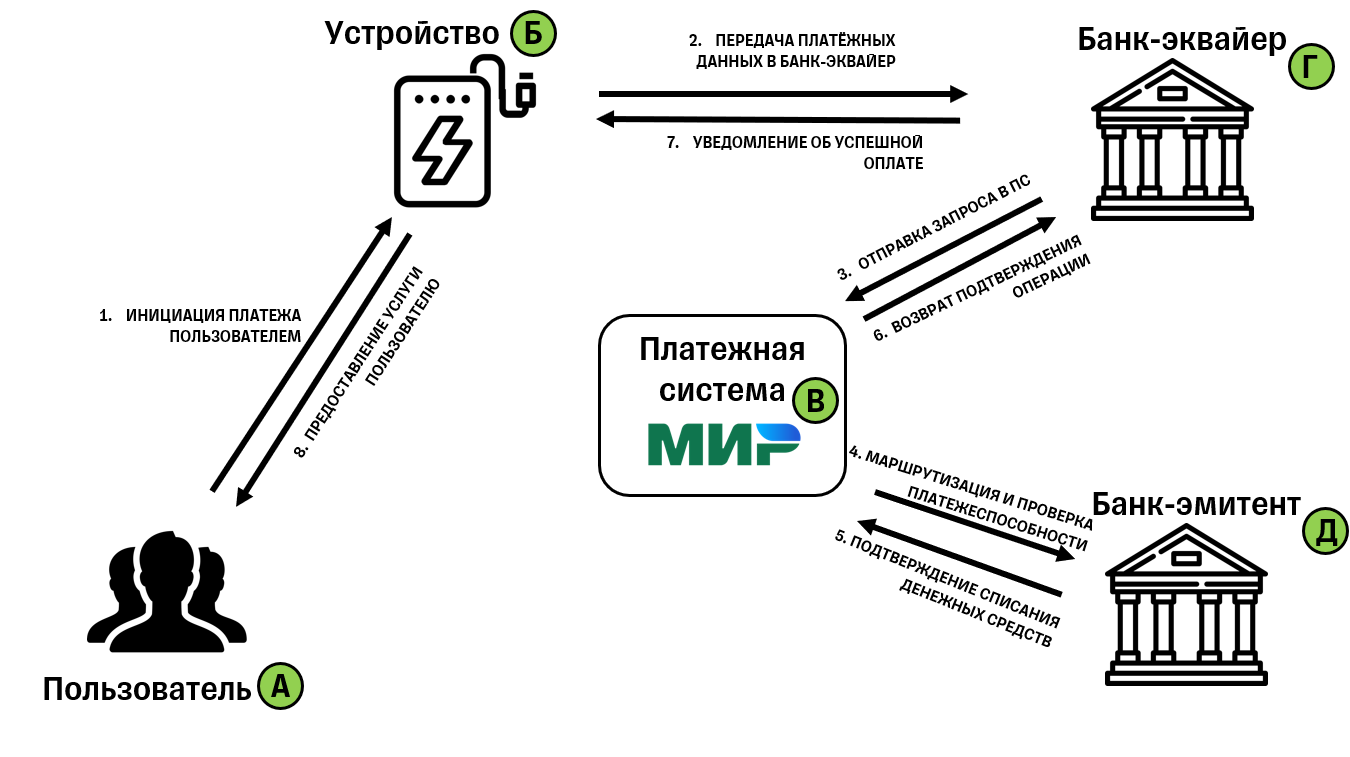 Устройство Б
2. ПЕРЕДАЧА ПЛАТЁЖНЫХ
ДАННЫХ В БАНК-ЭКВАЙЕР
Банк-эквайер
Г
7. УВЕДОМЛЕНИЕ ОБ УСПЕШНОЙ
ОПЛАТЕ
3. ОТПРАВКА ЗАПРОСА В ПС
6. ВОЗВРАТ ПОДТВЕРЖДЕНИЯ
ОПЕРАЦИИ
1. ИНИЦИАЦИЯ ПЛАТЕЖА
ПОЛЬЗОВАТЕЛЕМ
8. ПРЕДОСТАВЛЕНИЕ УСЛУГИ
ПОЛЬЗОВАТЕЛЮ
Платежная
система
В
МИР
4. МАРШРУТИЗАЦИЯ И ПРОВЕРКА
ПЛАТЕЖЕСПОСОБНОСТИ
Банк-эмитент
Д
5. ПОДТВЕРЖДЕНИЕ СПИСАНИЯ
ДЕНЕЖНЫХ СРЕДСТВ
Пользователь А